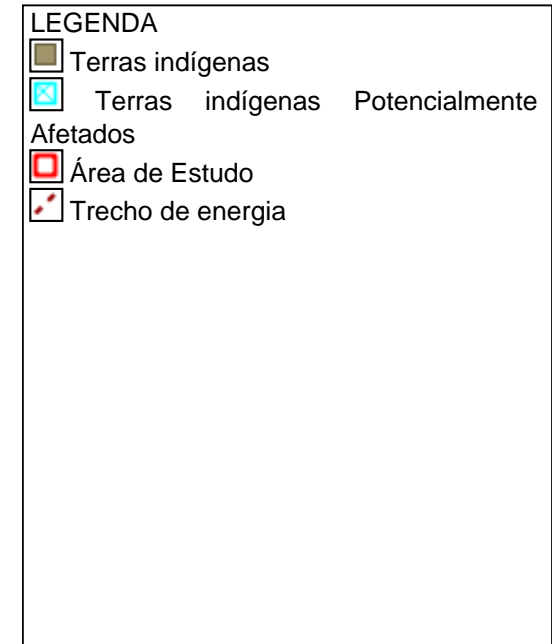 LEGENDA
Terras indígenas
Terras indígenas Potencialmente
Afetados
Área de Estudo
Trecho de energia